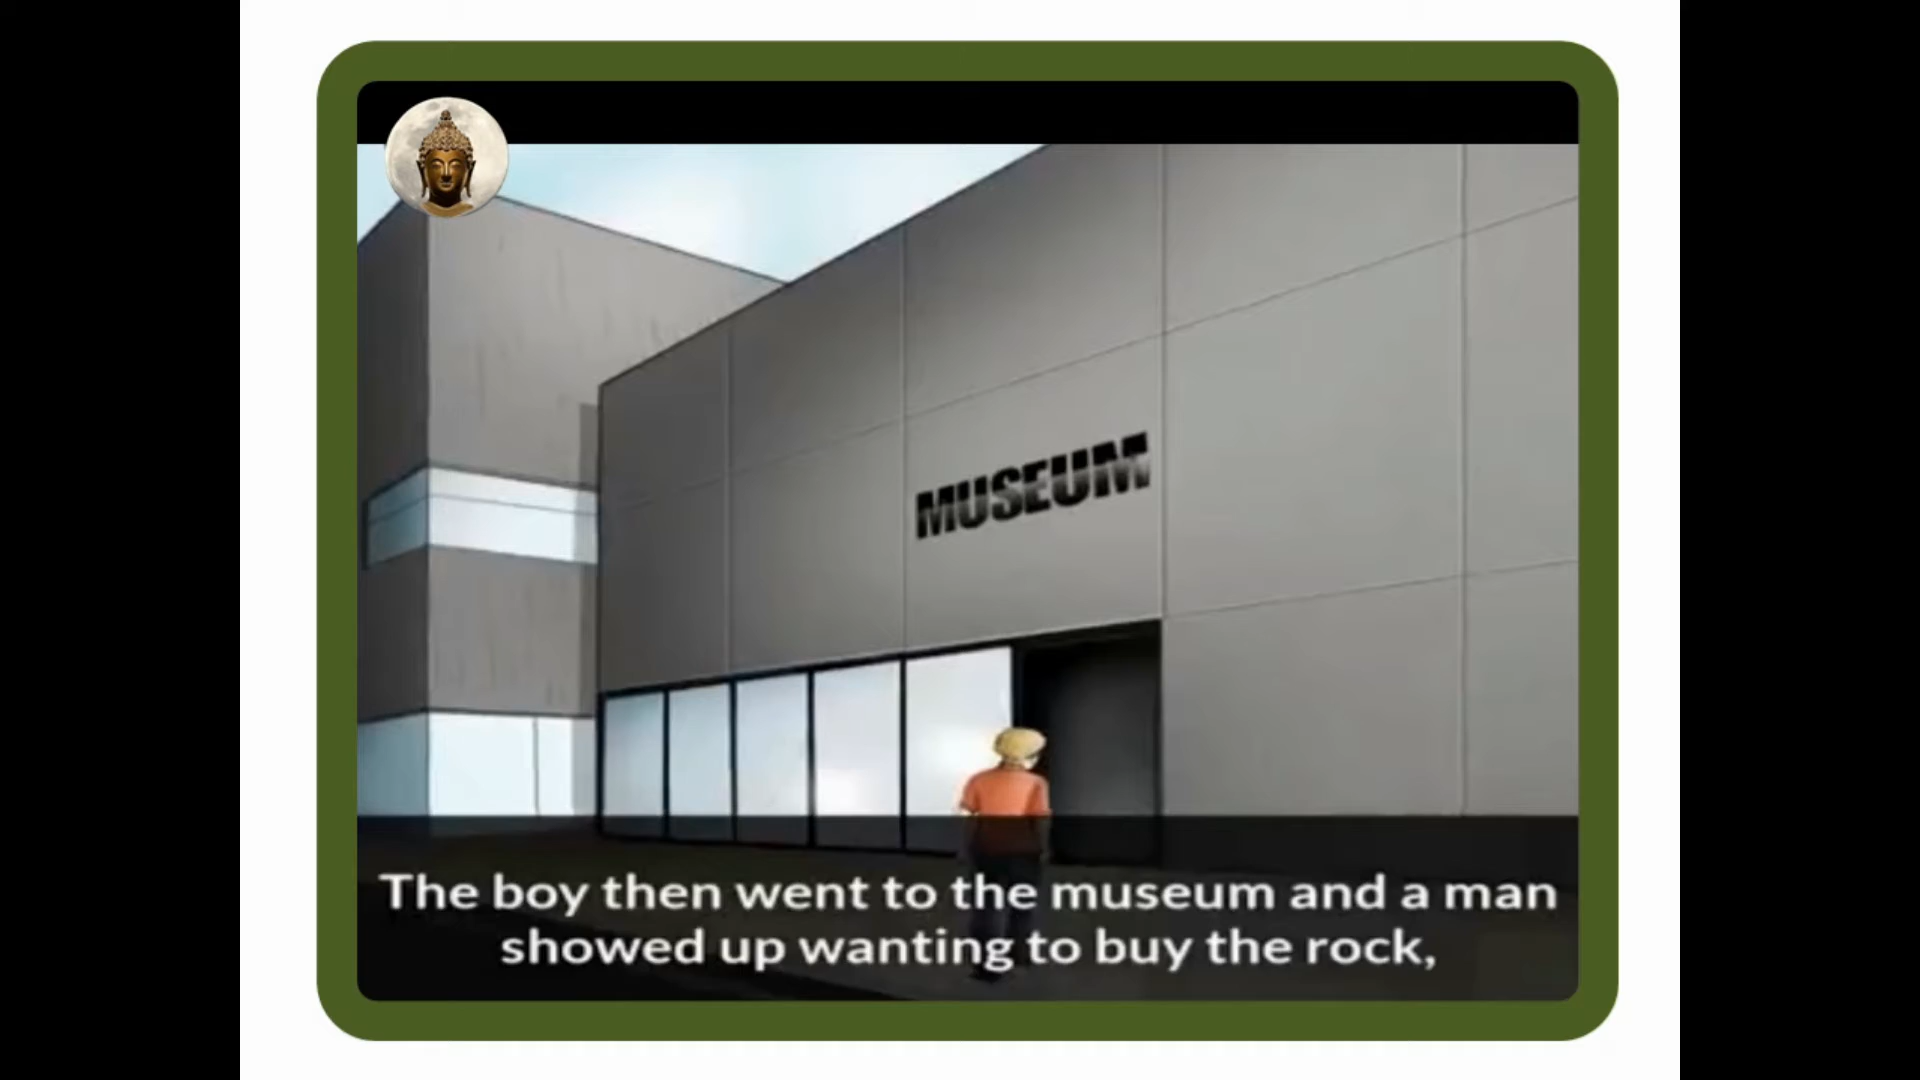 MUSEUM
The boy then went to the museum and a man
showed up wanting to buy the rock,